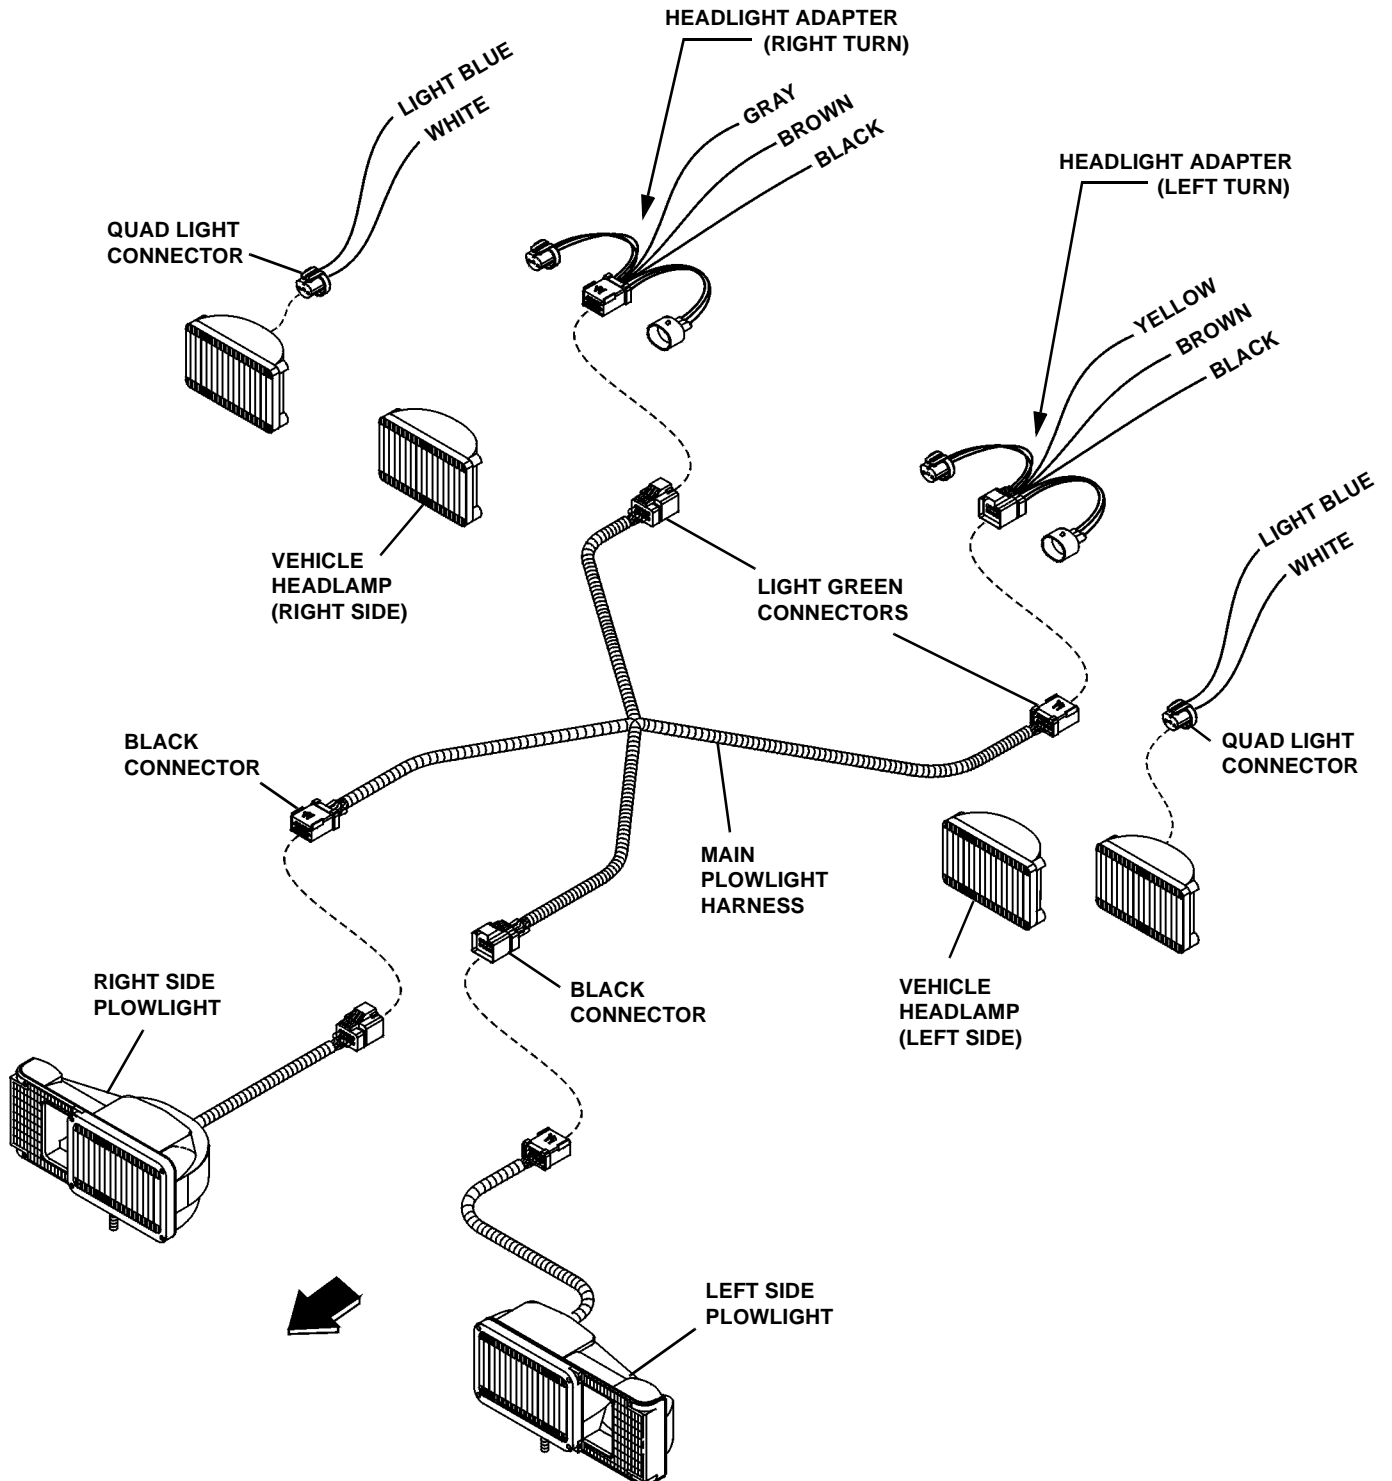 HEADLIGHT ADAPTER
(RIGHT TURN)
LIGHT BLUE
WHITE
GRAY
BROWN
BLACK
HEADLIGHT ADAPTER
(LEFT TURN)
QUAD LIGHT
CONNECTOR
YELLOW
BROWN
BLACK
LIGHT BLUE
WHITE
VEHICLE
HEADLAMP
(RIGHT SIDE)
LIGHT GREEN
CONNECTORS
BLACK
CONNECTOR
QUAD LIGHT
CONNECTOR
MAIN
PLOWLIGHT
HARNESS
RIGHT SIDE
PLOWLIGHT
BLACK
CONNECTOR
VEHICLE
HEADLAMP
(LEFT SIDE)
LEFT SIDE
PLOWLIGHT